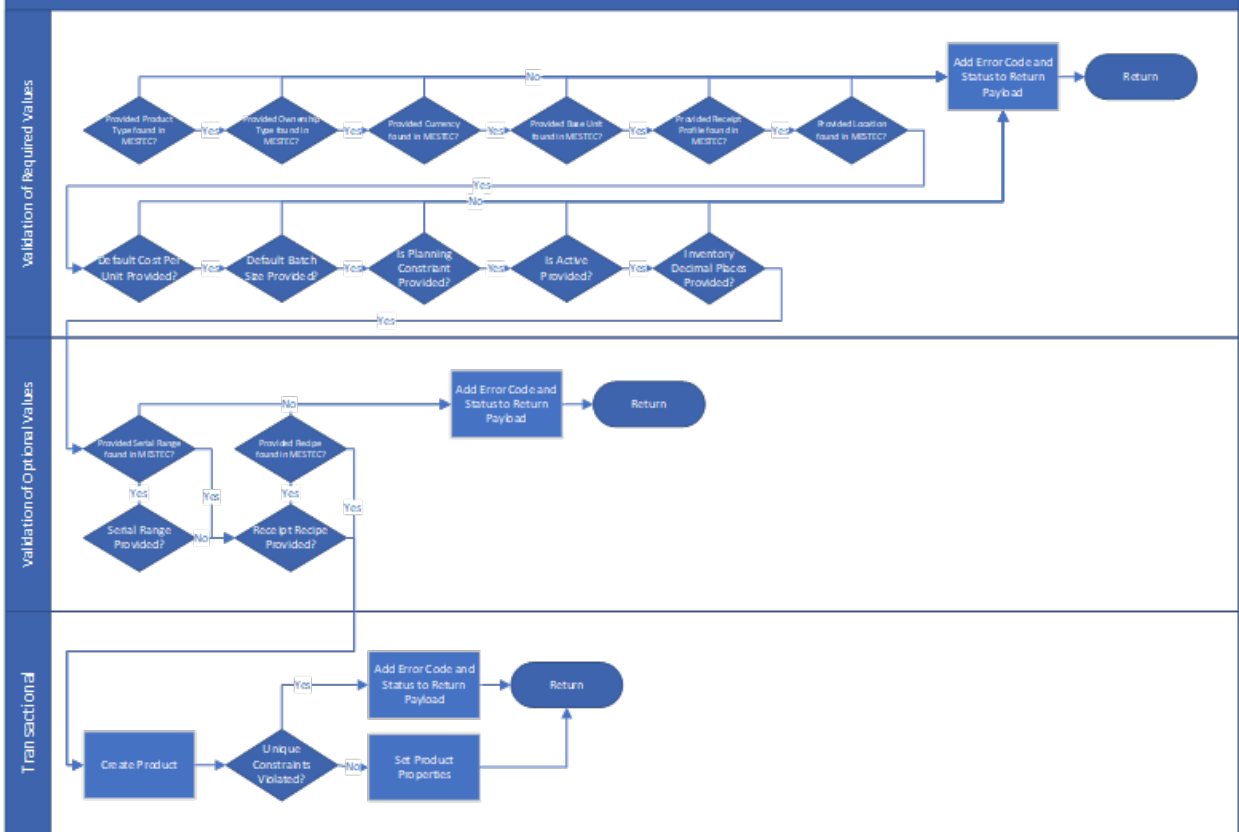 Validation of Required Values
Add Error Code and
Status to Return
Payload
Return
No
Provided Product
Type found in
MESTEC?
Yes
Provided Ownership
Type found in
MESTEC?
Yes
Provided Currency
found in MESTEC?
Yes
Provided Base Unit
found in MESTEC?
Yes
Provided Receipt
Profile found in
MESTEC?
Yes
Provided Location
found in MESTEC?
Yes
No
Default Cost Per
Unit Provided?
Yes
Default Batch
Size Provided?
Yes
Is Planning
Constriant
Provided?
Yes
Is Active
Provided?
Yes
Inventory
Decimal Places
Provided?
Yes
Validation of Optional Values
Add Error Code and
Status to Return
Payload
Return
No
Provided Serial Range
found in MESTEC?
Provided Recipe
found in MESTEC?
Yes
Yes
Yes
Yes
Serial Range
Provided?
No
Receipt Recipe
Provided?
Transactional
Add Error Code and
Status to Return
Payload
Return
Yes
Create Product
Unique
Constraints
Violated?
No
Set Product
Properties